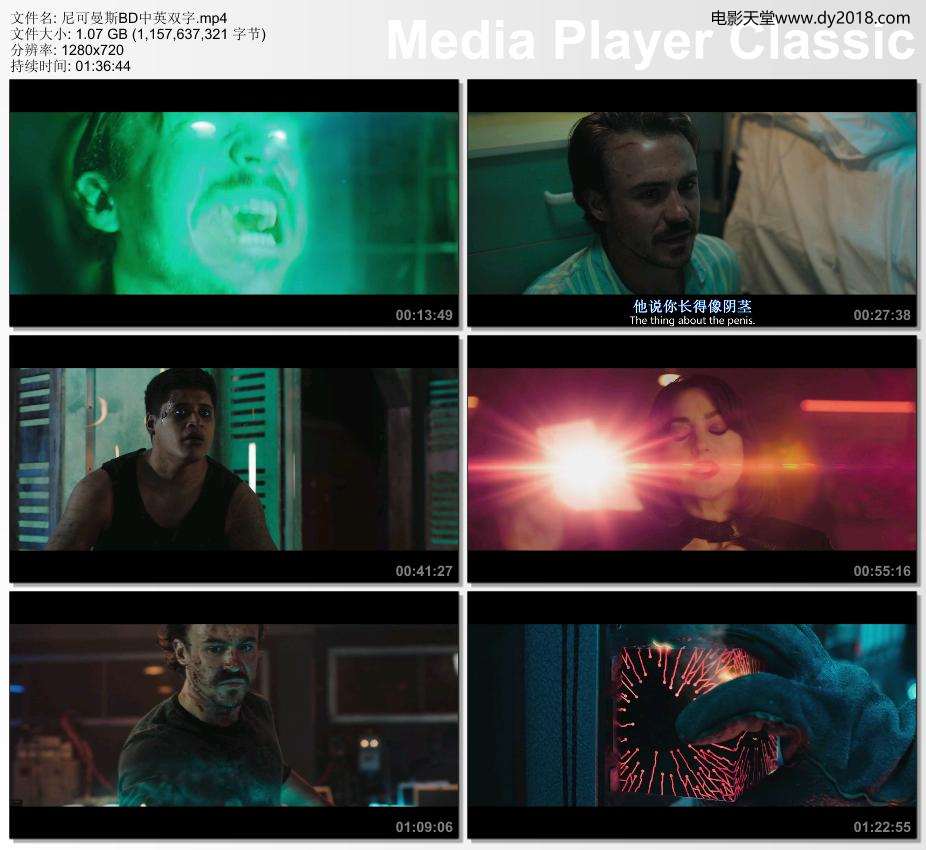 文件名: 尼可曼斯BD中英双字.mp4
电影天堂www.dy2018.com
文件大小: 1.07 GB (1,157,637,321 字节)
Media Player Classic
分辨率: 1280x720
持续时间: 01:36:44
00:13:49
他说你长得像阴茎
The thing about the penis.
00:27:38
00:41:27
00:55:16
01:09:06
01:22:55